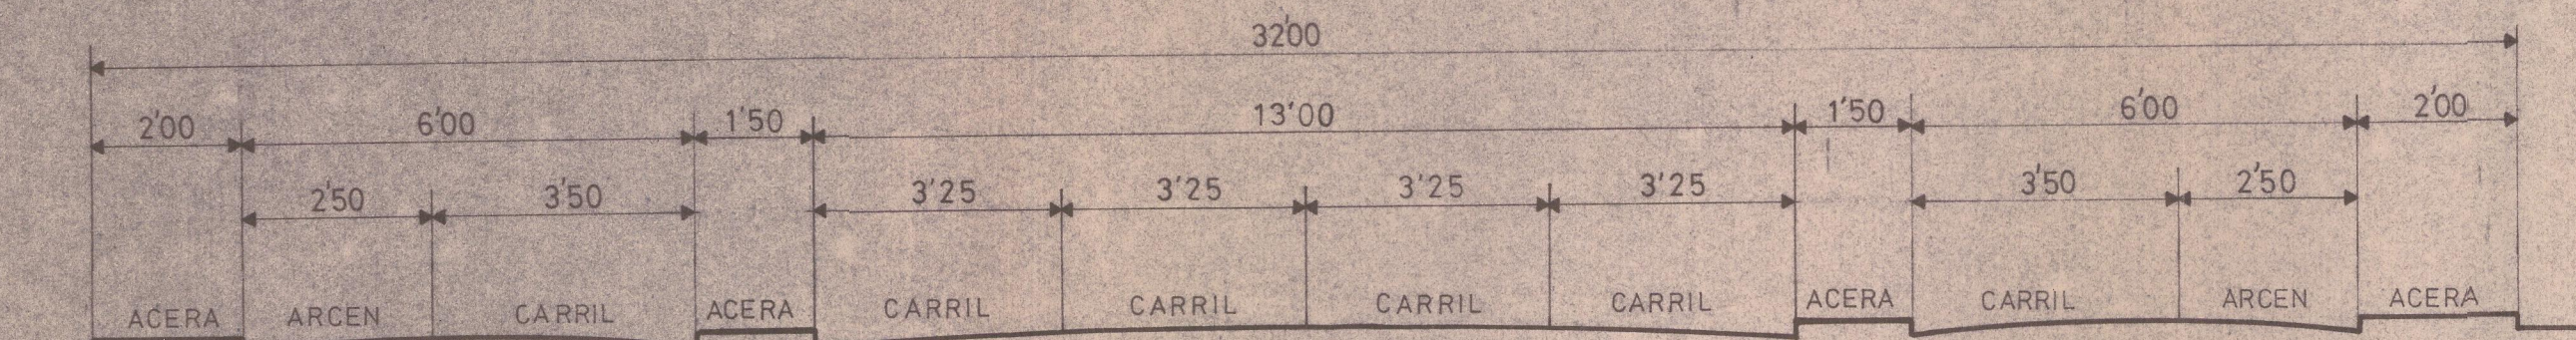 32'00
2'00 6'00 1'50 13'00 1'50 6'00 2'00
2'50 3'50 3'25 3'25 3'25 3'25 3'50 2'50
ACERA ARCEN CARRIL ACERA CARRIL CARRIL CARRIL CARRIL ACERA CARRIL ARCEN ACERA